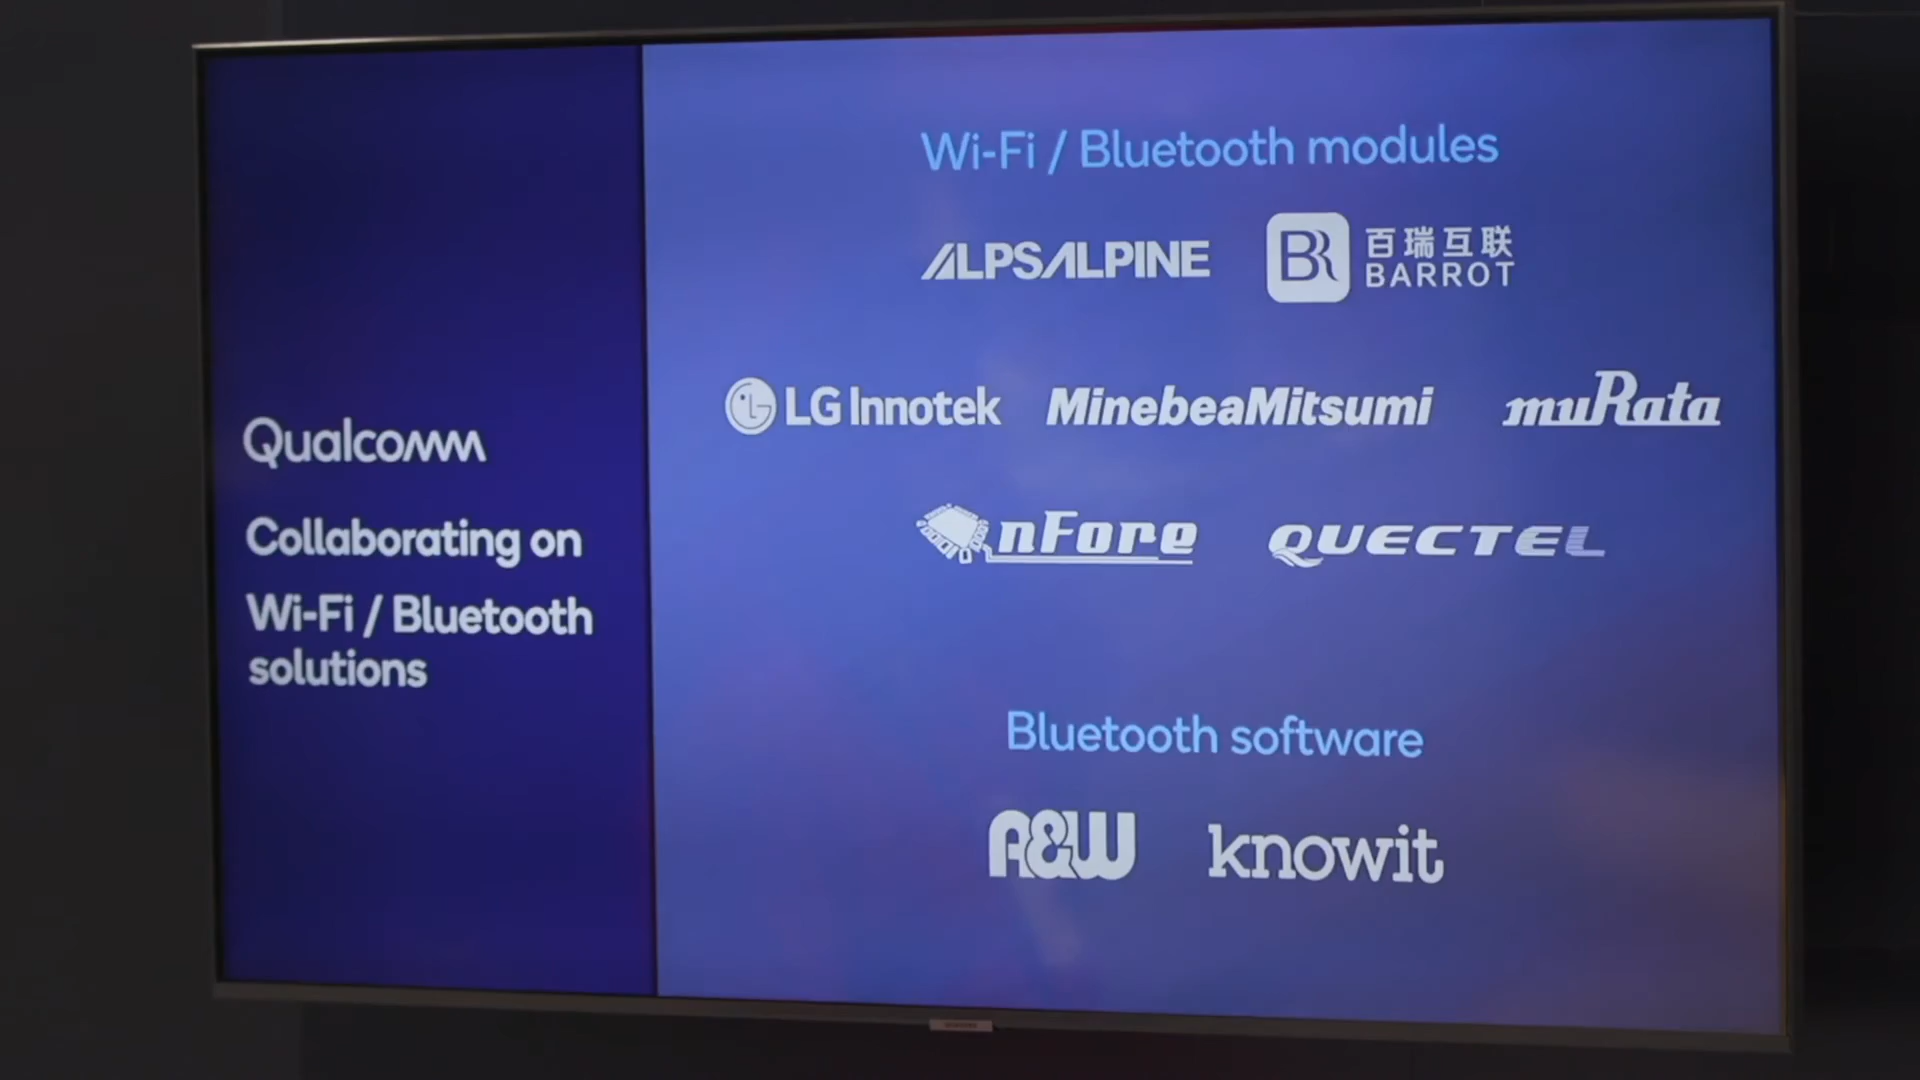 Qualcomm
Collaborating on
Wi-Fi / Bluetooth
solutions
Wi-Fi / Bluetooth modules
ALPSALPINE
BR 百瑞互联
BARROT
LG Innotek
MinebeaMitsumi
muRata
nFore
QUECTEL
Bluetooth software
A&W
knowit